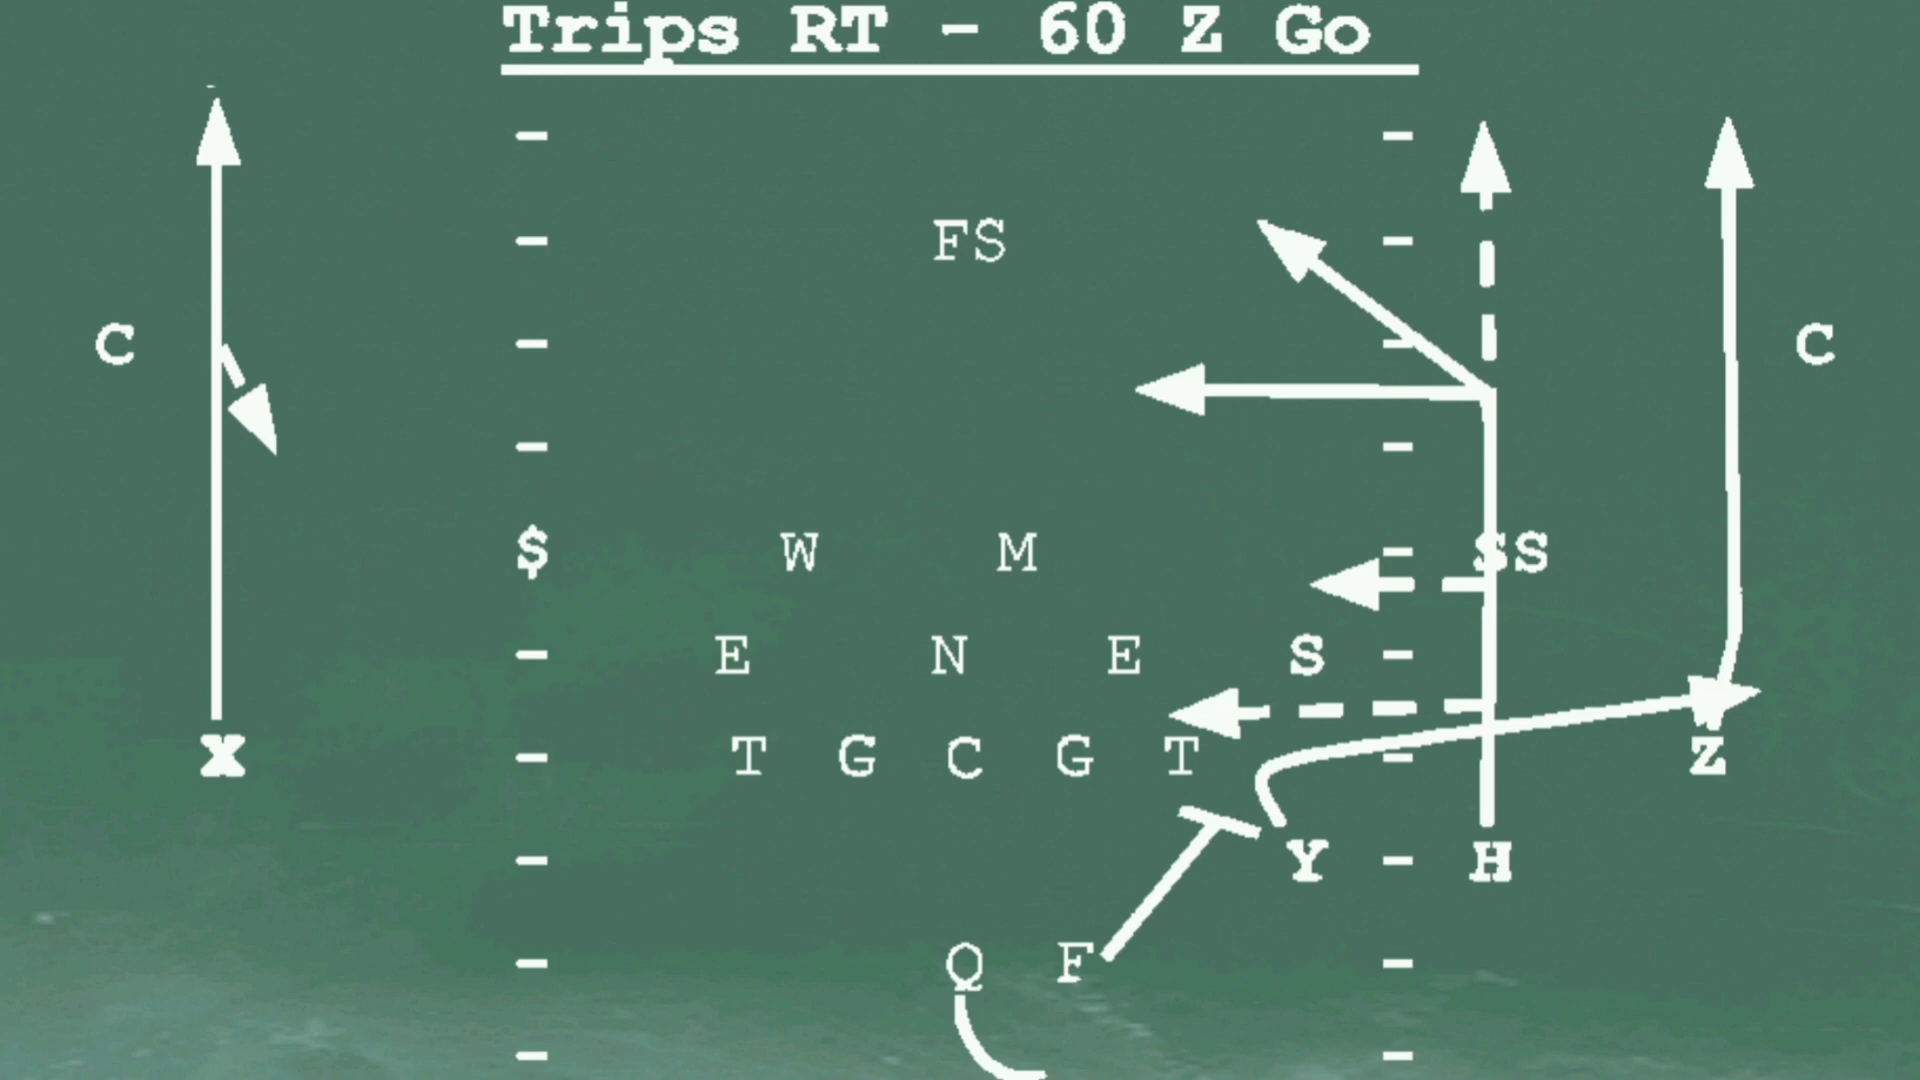 Trips RT - 60 Z Go
FS
C C
$ W M SS
E N E S
X T G C G T Z
Y H
Q F